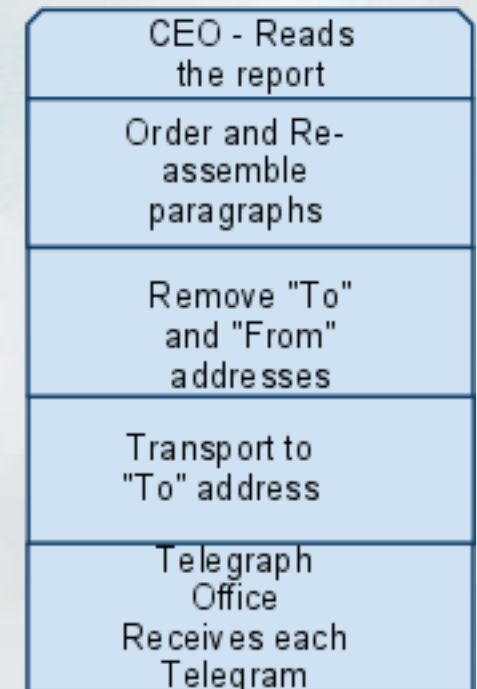 CEO - Reads
the report
Order and Re-
assemble
paragraphs
Remove "To"
and "From"
addresses
Transport to
"To" address
Telegraph
Office
Receives each
Telegram